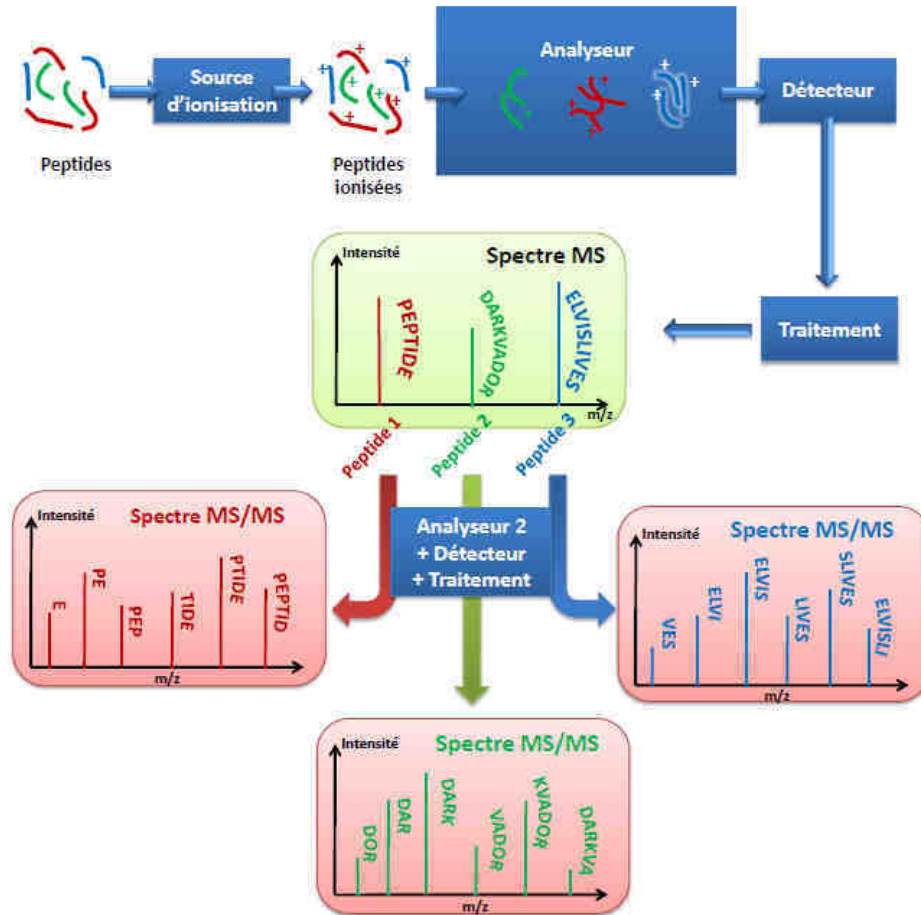 Peptides
Source
d'ionisation
Peptides
ionisées
Analyseur
Détecteur
Traitement
Intensité
Spectre MS
PEPTIDE
DARKVADOR
ELVISLIVES
m/z
Peptide 1
Peptide 2
Peptide 3
Analyseur 2
+ Détecteur
+ Traitement
Intensité
Spectre MS/MS
E
PE
PEP
TIDE
PTIDE
PEPTID
m/z
Intensité
Spectre MS/MS
VES
ELVI
ELVIS
LIVES
SLIVES
ELVISLI
m/z
Intensité
Spectre MS/MS
DOR
DAR
DARK
VADOR
KVADOR
DARKVA
m/z